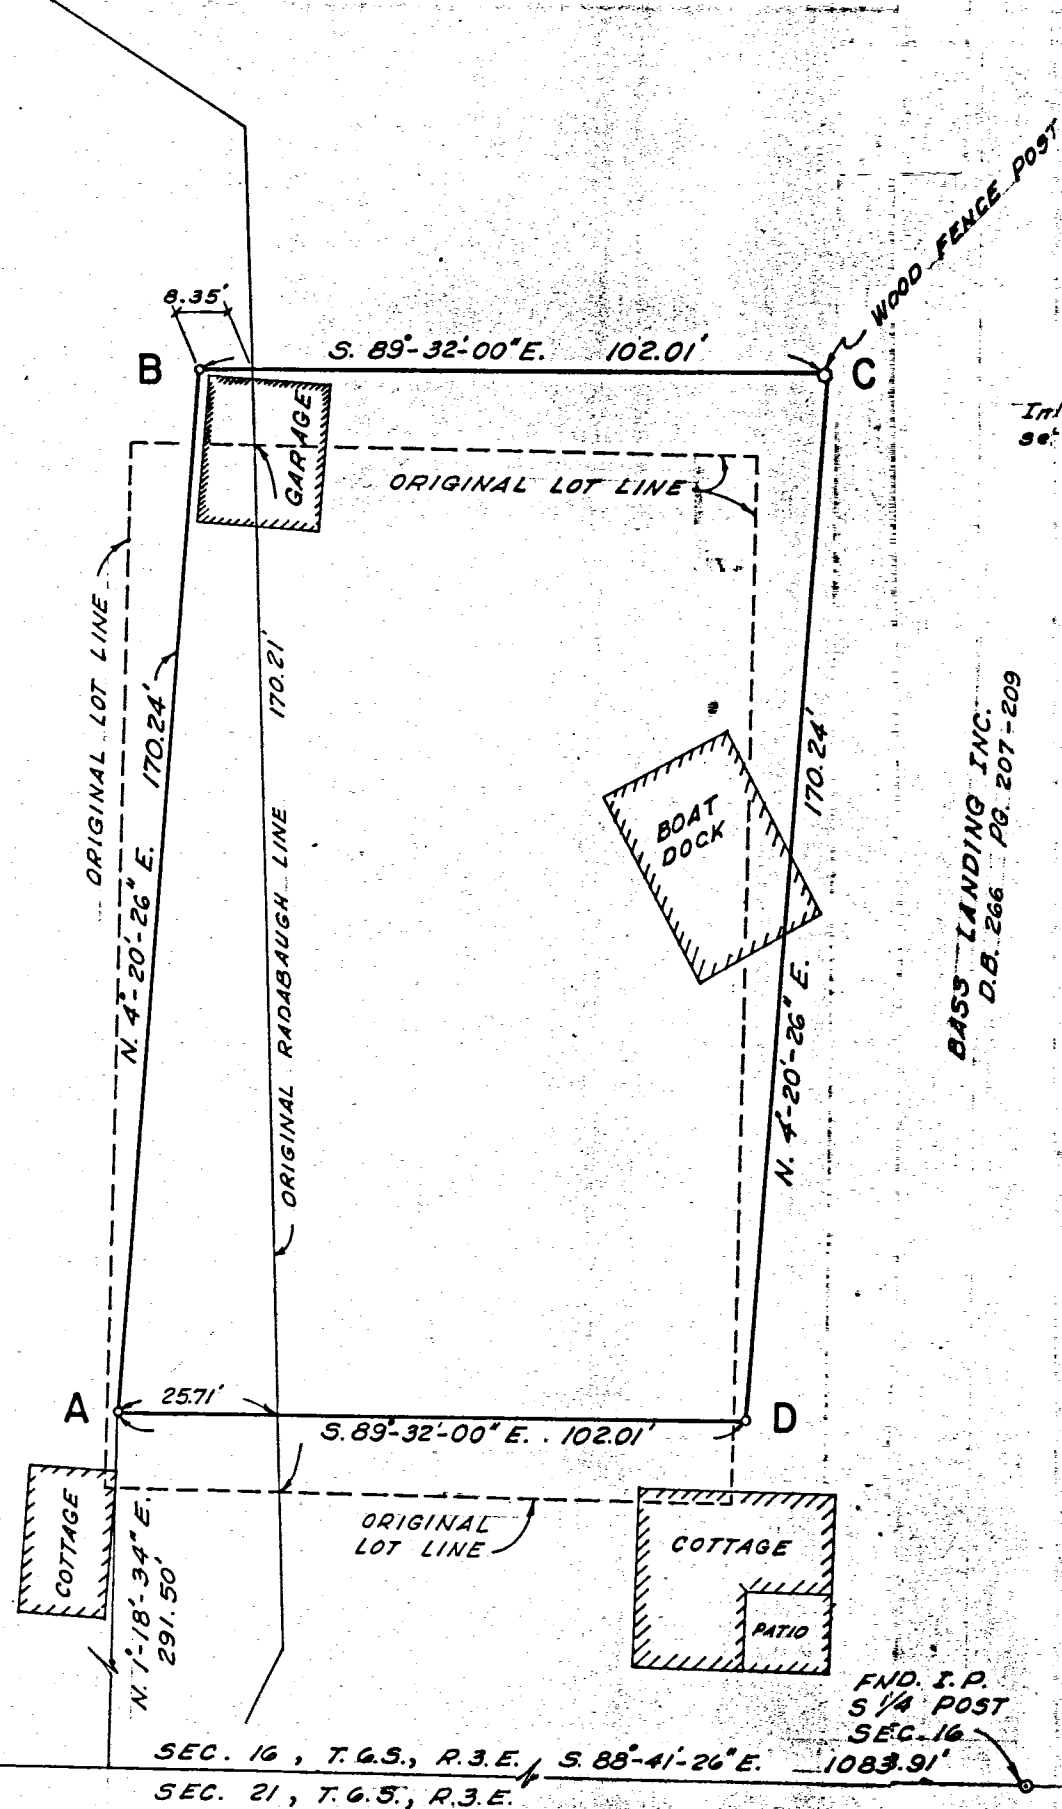 WOOD FENCE POST
8.35'
B
S. 89°-32'-00" E. 102.01'
C
GARAGE
ORIGINAL LOT LINE
ORIGINAL LOT LINE
170.21'
N. 4°-20'-26" E. 170.24'
170.24'
BOAT
DOCK
BASS LANDING INC.
D.B. 266 PG. 207-209
ORIGINAL RADABAUGH LINE
N. 4°-20'-26" E.
A
25.71'
D
S. 89°-32'-00" E. . 102.01'
COTTAGE
N. 1°-18'-34" E.
291.50'
ORIGINAL
LOT LINE
COTTAGE
PATIO
FND. I.P.
S 1/4 POST
SEC. 16
SEC. 16, T.6.S., R.3.E. S. 88°-41'-26" E. 1083.91'
SEC. 21, T.6.S., R.3.E.